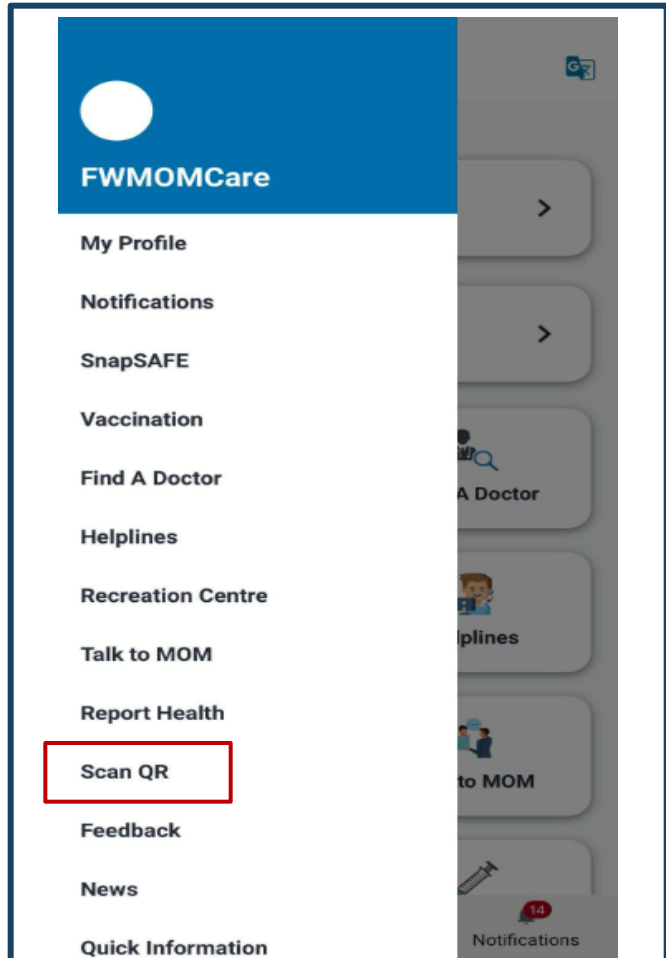 FWMOMCare
My Profile
Notifications
SnapSAFE
Vaccination
Find A Doctor
Helplines
Recreation Centre
Talk to MOM
Report Health
Scan QR
Feedback
News
Quick Information
G
A Doctor
lplines
to MOM
14
Notifications